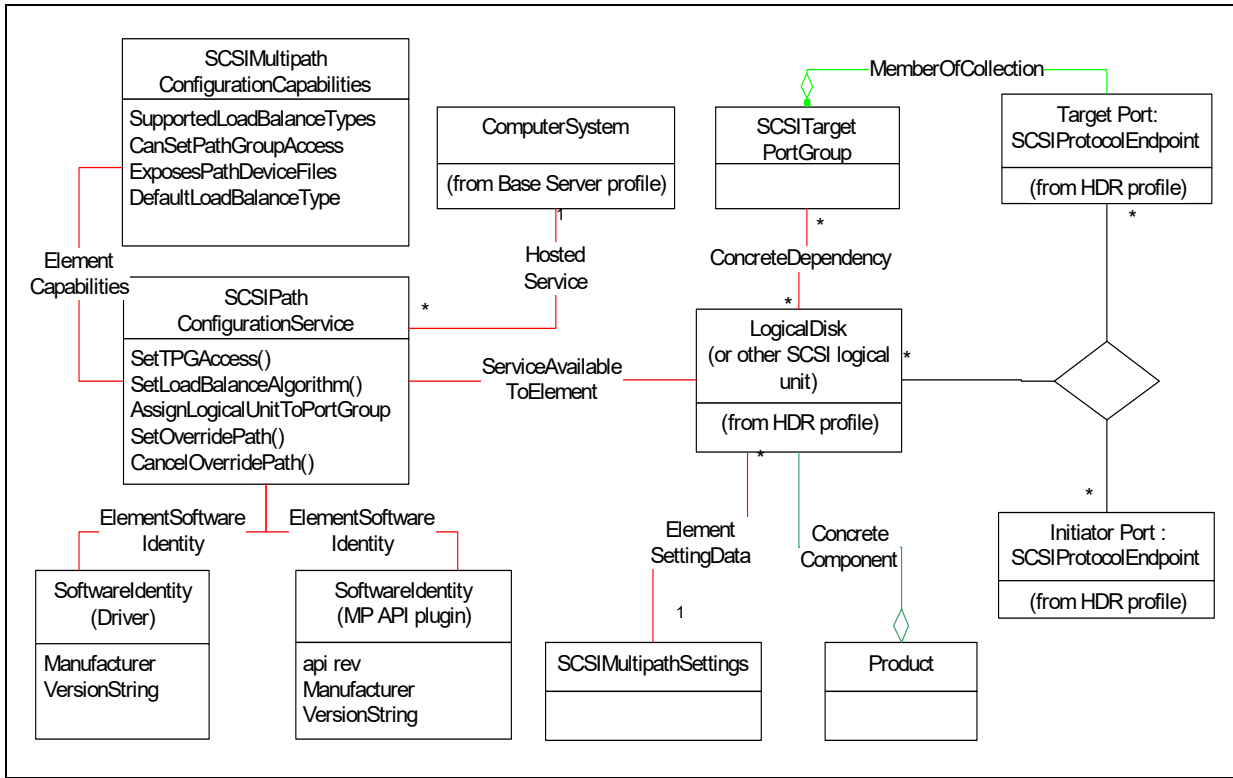 SCSIMultipath
ConfigurationCapabilities
SupportedLoadBalanceTypes
CanSetPathGroupAccess
ExposesPathDeviceFiles
DefaultLoadBalanceType
ComputerSystem
(from Base Server profile)
SCSITarget
PortGroup
MemberOfCollection
Target Port:
SCSIProtocolEndpoint
(from HDR profile)
*
1
*
Element
Capabilities
Hosted
Service
*
ConcreteDependency
*
SCSIPath
ConfigurationService
SetTPGAccess()
SetLoadBalanceAlgorithm()
AssignLogicalUnitToPortGroup
SetOverridePath()
CancelOverridePath()
ServiceAvailable
ToElement
LogicalDisk
(or other SCSI logical
unit)
(from HDR profile)
*
*
*
ElementSoftware
Identity
ElementSoftware
Identity
Element
SettingData
1
Concrete
Component
Initiator Port :
SCSIProtocolEndpoint
(from HDR profile)
SoftwareIdentity
(Driver)
Manufacturer
VersionString
SoftwareIdentity
(MP API plugin)
api rev
Manufacturer
VersionString
SCSIMultipathSettings
Product